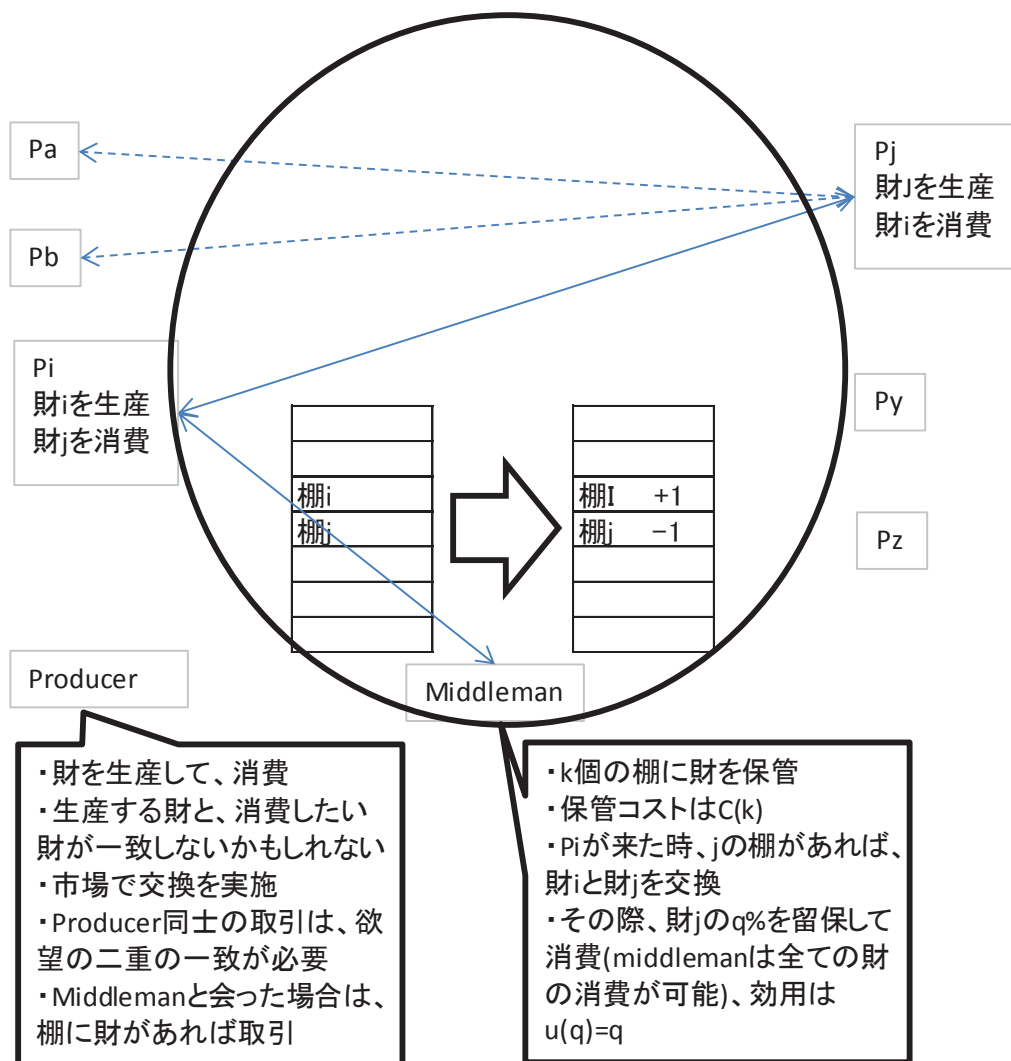 Pa
Pj
財Jを生産
財iを消費
Pb
Pi
財iを生産
財jを消費
Py
棚i
棚j
棚I +1
棚j −1
Pz
Producer
Middleman
・財を生産して、消費
・生産する財と、消費したい
財が一致しないかもしれない
・市場で交換を実施
・Producer同士の取引は、欲
望の二重の一致が必要
・Middlemanと会った場合は、
棚に財があれば取引
・k個の棚に財を保管
・保管コストはC(k)
・Piが来た時、jの棚があれば、
財iと財jを交換
・その際、財jのq%を留保して
消費(middlemanは全ての財
の消費が可能)、効用は
u(q)=q